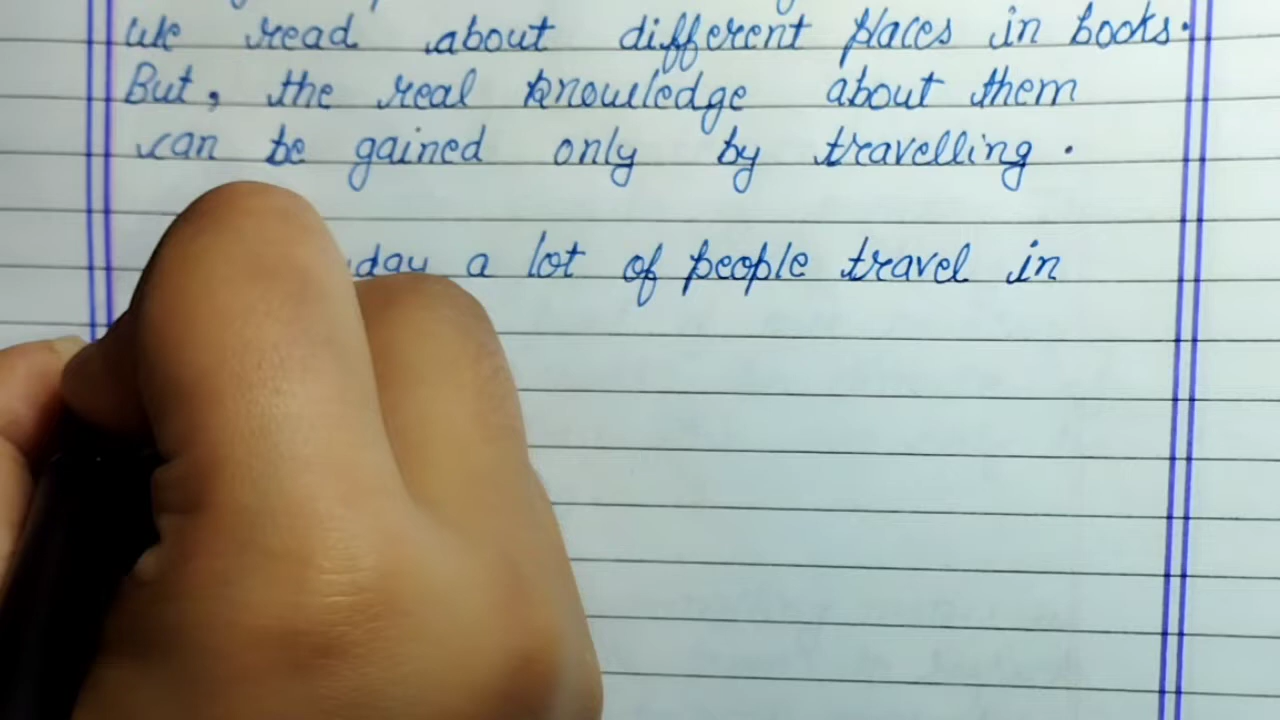 we read about different places in books.
But, the real knowledge about them
can be gained only by travelling.
day a lot of people travel in